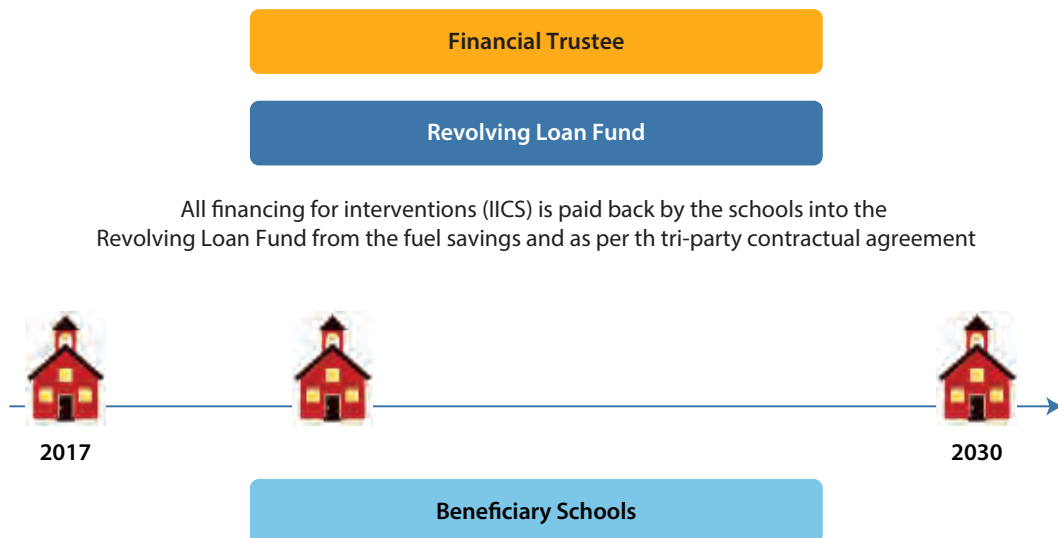 Financial Trustee
Revolving Loan Fund
All financing for interventions (IICS) is paid back by the schools into the
Revolving Loan Fund from the fuel savings and as per th tri-party contractual agreement
2017
2030
Beneficiary Schools